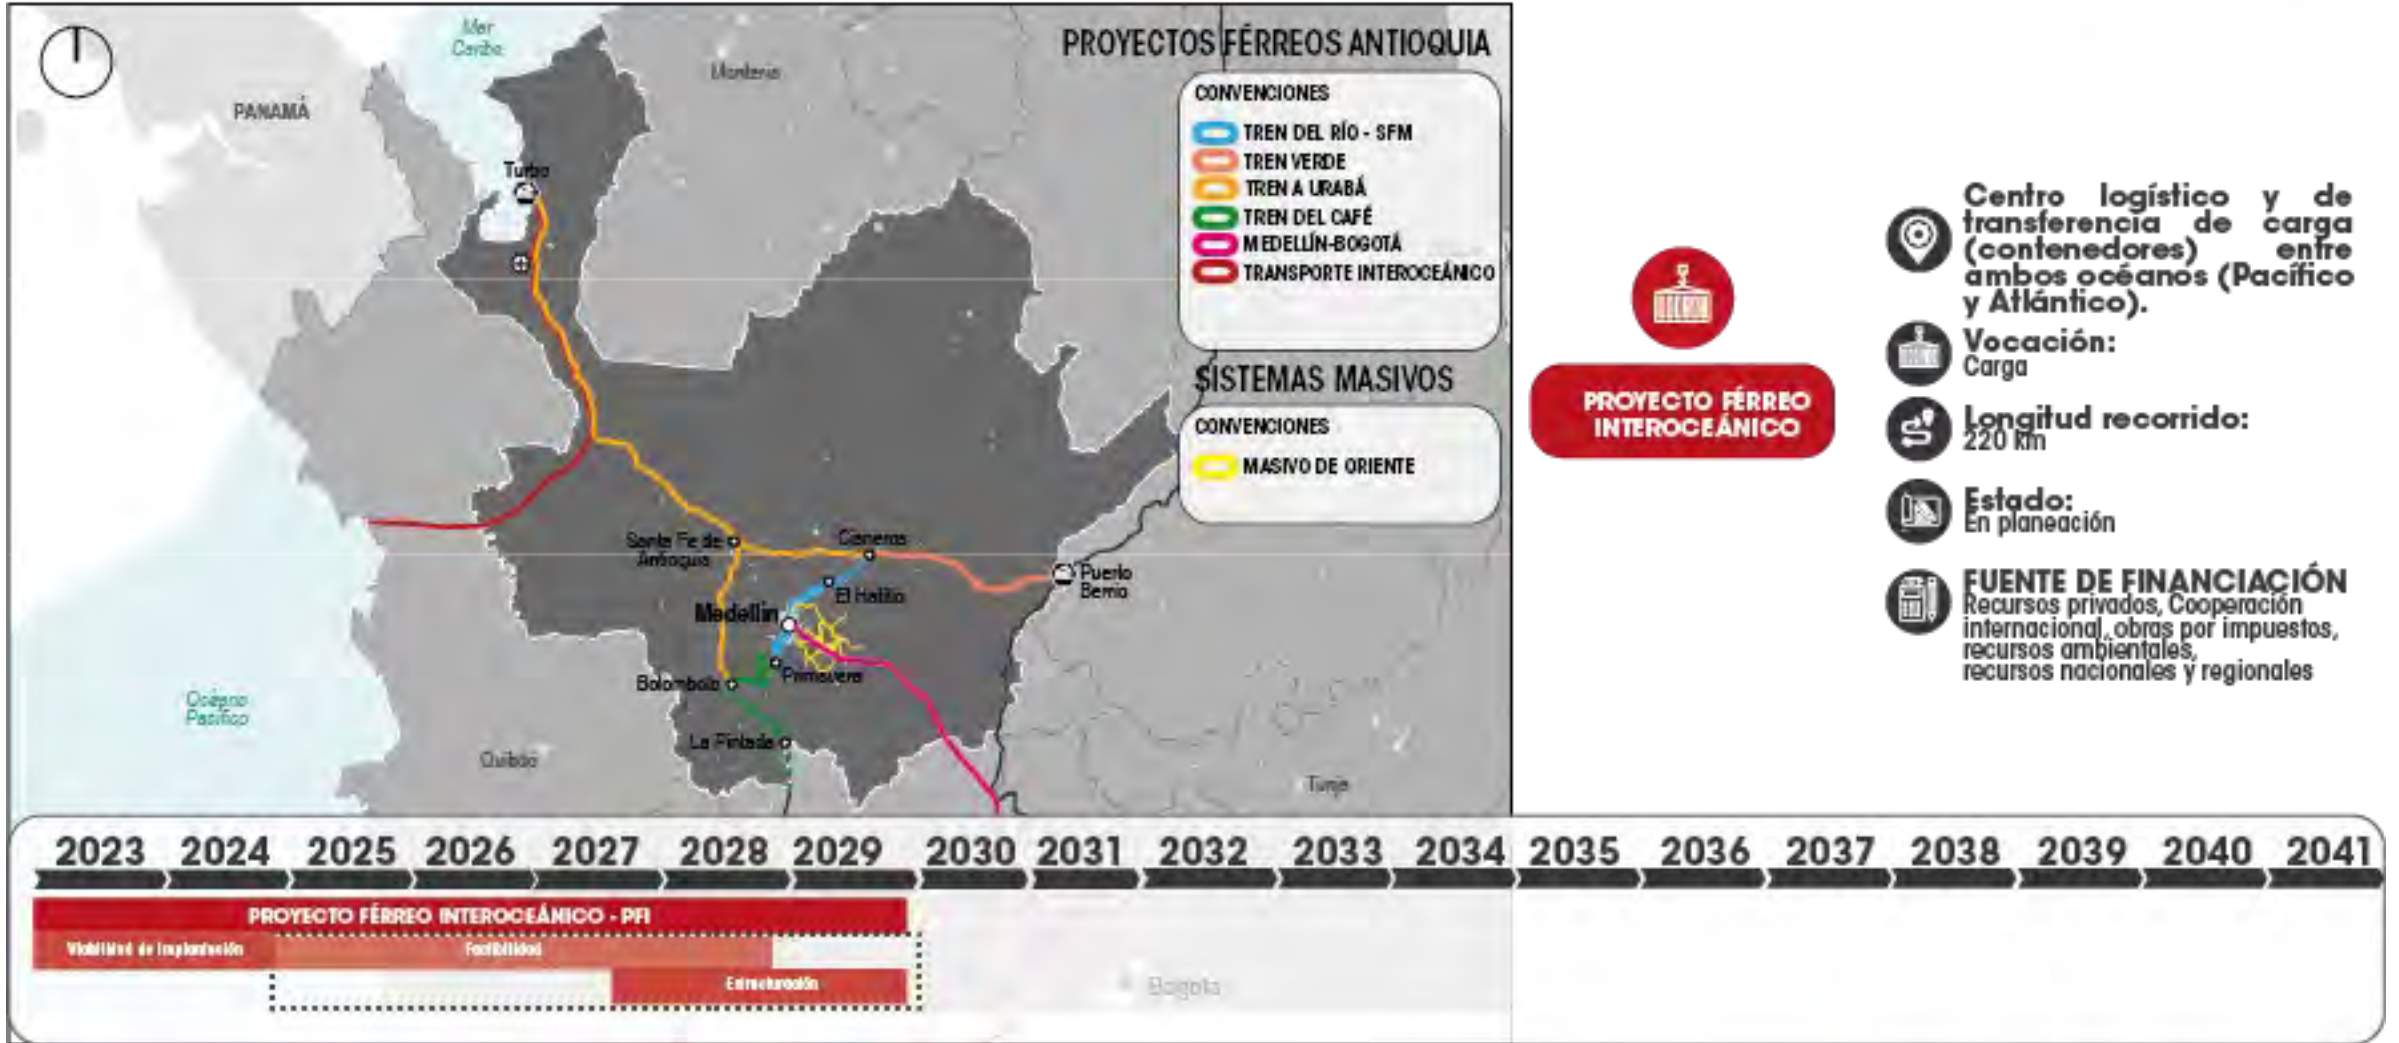 Mar
Caribe
PANAMÁ
Montería
Turbo
PROYECTOS FÉRREOS ANTIOQUIA
CONVENCIONES
TREN DEL RÍO - SFM
TREN VERDE
TREN A URABÁ
TREN DEL CAFÉ
MEDELLÍN-BOGOTÁ
TRANSPORTE INTEROCEÁNICO
SISTEMAS MASIVOS
CONVENCIONES
MASIVO DE ORIENTE
Santa Fe de
Antioquia
Cisneros
El Hatillo
Puerto
Berrio
Medellín
Primavera
Bolombolo
La Pintada
Océano
Pacífico
Quibdó
Tunja
PROYECTO FÉRREO
INTEROCEÁNICO
Centro logístico y de
transferencia de carga
(contenedores) entre
ambos océanos (Pacífico
y Atlántico).
Vocación:
Carga
Longitud recorrido:
220 km
Estado:
En planeación
FUENTE DE FINANCIACIÓN
Recursos privados, Cooperación
internacional, obras por impuestos,
recursos ambientales,
recursos nacionales y regionales
2023 2024 2025 2026 2027 2028 2029 2030 2031 2032 2033 2034 2035 2036 2037 2038 2039 2040 2041
PROYECTO FÉRREO INTEROCEÁNICO - PFI
Viabilidad de implantación Factibilidad
Estructuración
Bogota